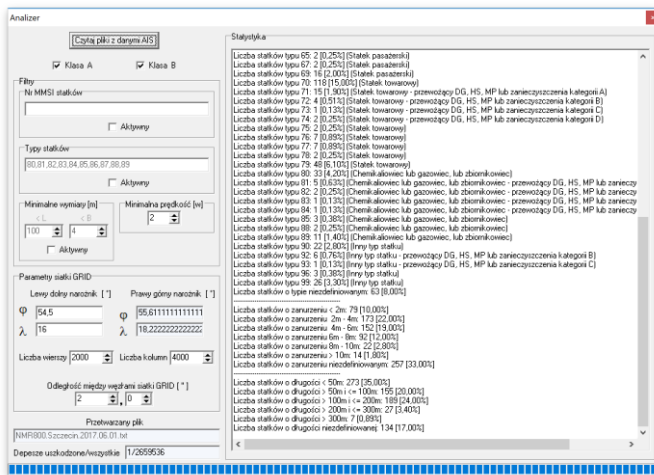 Analizer
Czytaj pliki z danymi AIS
Klasa A
Klasa B
Filtry
Nr MMSI statków
Aktywny
Typy statków
80,81,82,83,84,85,86,87,88,89
Aktywny
Minimalne wymiary [m]
< L
< B
100
4
Aktywny
Minimalna prędkość [w]
2
Parametry siatki GRID
Lewy dolny narożnik [°]
Prawy górny narożnik [°]
φ 54,5
55,6111111111111
λ 16
18,2222222222222
Liczba wierszy 2000
Liczba kolumn 4000
Odległość między węzłami siatki GRID ["]
2 , 0
Przetwarzany plik
NMR800.Szczecin.2017.06.01.txt
Depesze uszkodzone/wszystkie 1/2659536
Statystyka
Liczba statków typu 65: 2 [0,25%] (Statek pasażerski)
Liczba statków typu 67: 2 [0,25%] (Statek pasażerski)
Liczba statków typu 69: 16 [2,00%] (Statek pasażerski)
Liczba statków typu 70: 118 [15,00%] (Statek towarowy)
Liczba statków typu 71: 15 [1,90%] (Statek towarowy - przewożący DG, HS, MP lub zanieczyszczenia kategorii A)
Liczba statków typu 72: 4 [0,51%] (Statek towarowy - przewożący DG, HS, MP lub zanieczyszczenia kategorii B)
Liczba statków typu 73: 1 [0,13%] (Statek towarowy - przewożący DG, HS, MP lub zanieczyszczenia kategorii C)
Liczba statków typu 74: 2 [0,25%] (Statek towarowy - przewożący DG, HS, MP lub zanieczyszczenia kategorii D)
Liczba statków typu 75: 2 [0,25%] (Statek towarowy)
Liczba statków typu 76: 7 [0,89%] (Statek towarowy)
Liczba statków typu 77: 7 [0,89%] (Statek towarowy)
Liczba statków typu 78: 2 [0,25%] (Statek towarowy)
Liczba statków typu 79: 48 [6,10%] (Statek towarowy)
Liczba statków typu 80: 33 [4,20%] (Chemikaliowiec lub gazowiec, lub zbiornikowiec)
Liczba statków typu 81: 5 [0,63%] (Chemikaliowiec lub gazowiec, lub zbiornikowiec - przewożący DG, HS, MP lub zanieczy
Liczba statków typu 82: 2 [0,25%] (Chemikaliowiec lub gazowiec, lub zbiornikowiec - przewożący DG, HS, MP lub zanieczy
Liczba statków typu 83: 1 [0,13%] (Chemikaliowiec lub gazowiec, lub zbiornikowiec - przewożący DG, HS, MP lub zanieczy
Liczba statków typu 84: 1 [0,13%] (Chemikaliowiec lub gazowiec, lub zbiornikowiec - przewożący DG, HS, MP lub zanieczy
Liczba statków typu 85: 3 [0,38%] (Chemikaliowiec lub gazowiec, lub zbiornikowiec)
Liczba statków typu 88: 2 [0,25%] (Chemikaliowiec lub gazowiec, lub zbiornikowiec)
Liczba statków typu 89: 11 [1,40%] (Chemikaliowiec lub gazowiec, lub zbiornikowiec)
Liczba statków typu 90: 22 [2,80%] (Inny typ statku)
Liczba statków typu 92: 6 [0,76%] (Inny typ statku - przewożący DG, HS, MP lub zanieczyszczenia kategorii B)
Liczba statków typu 93: 1 [0,13%] (Inny typ statku - przewożący DG, HS, MP lub zanieczyszczenia kategorii C)
Liczba statków typu 96: 3 [0,38%] (Inny typ statku)
Liczba statków typu 99: 26 [3,30%] (Inny typ statku)
Liczba statków o typie niezdefiniowanym: 63 [8,00%]
Liczba statków o zanurzeniu < 2m: 79 [10,00%]
Liczba statków o zanurzeniu 2m - 4m: 173 [22,00%]
Liczba statków o zanurzeniu 4m - 6m: 152 [19,00%]
Liczba statków o zanurzeniu 6m - 8m: 92 [12,00%]
Liczba statków o zanurzeniu 8m - 10m: 22 [2,80%]
Liczba statków o zanurzeniu > 10m: 14 [1,80%]
Liczba statków o zanurzeniu niezdefiniowanym: 257 [33,00%]
Liczba statków o długości < 50m: 273 [35,00%]
Liczba statków o długości > 50m i <= 100m: 155 [20,00%]
Liczba statków o długości > 100m i <= 200m: 189 [24,00%]
Liczba statków o długości > 200m i <= 300m: 27 [3,40%]
Liczba statków o długości > 300m: 7 [0,89%]
Liczba statków o długości niezdefiniowanej: 134 [17,00%]